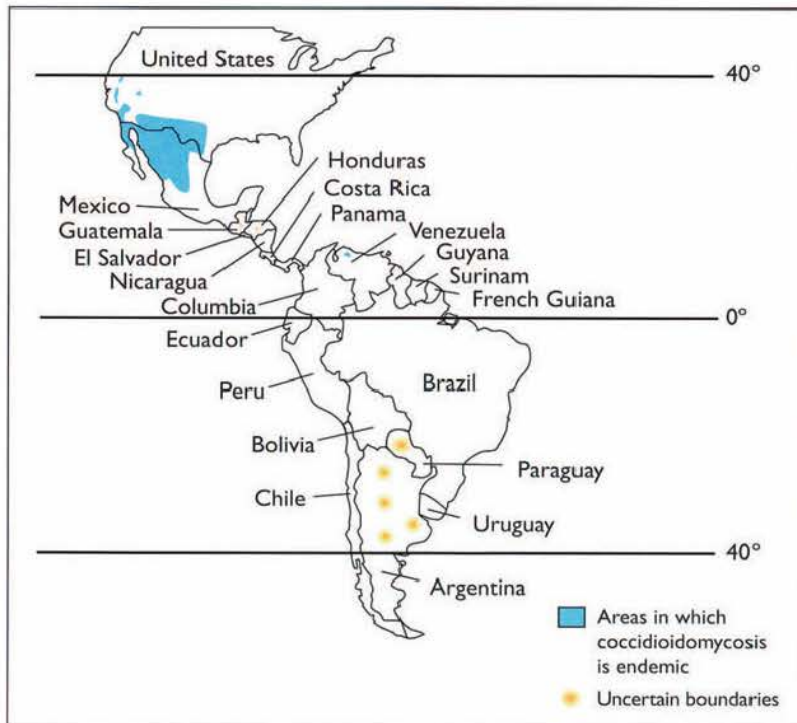 United States
40°
Honduras
Costa Rica
Panama
Mexico
Guatemala
El Salvador
Nicaragua
Columbia
Venezuela
Guyana
Surinam
French Guiana
0°
Ecuador
Peru
Brazil
Bolivia
Paraguay
Chile
Uruguay
40°
Argentina
Areas in which
coccidioidomycosis
is endemic
Uncertain boundaries